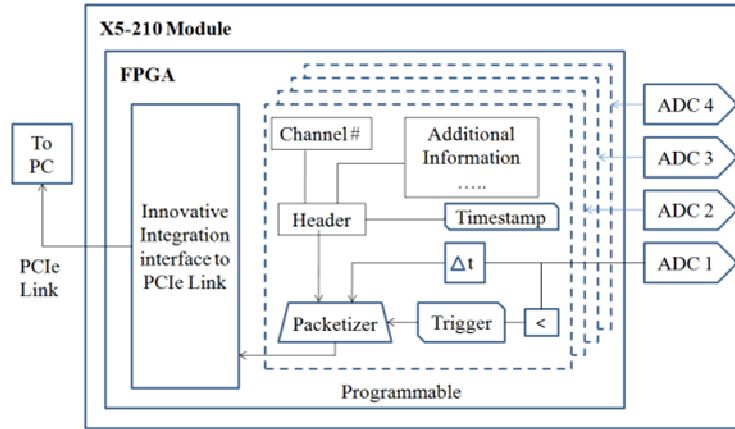 X5-210 Module
FPGA
ADC 4
Channel #
Additional
Information
.....
To
PC
ADC 3
Innovative
Integration
interface to
PCIe Link
Header
Timestamp
ADC 2
PCIe
Link
Δt
ADC 1
Packetizer
Trigger
<
Programmable